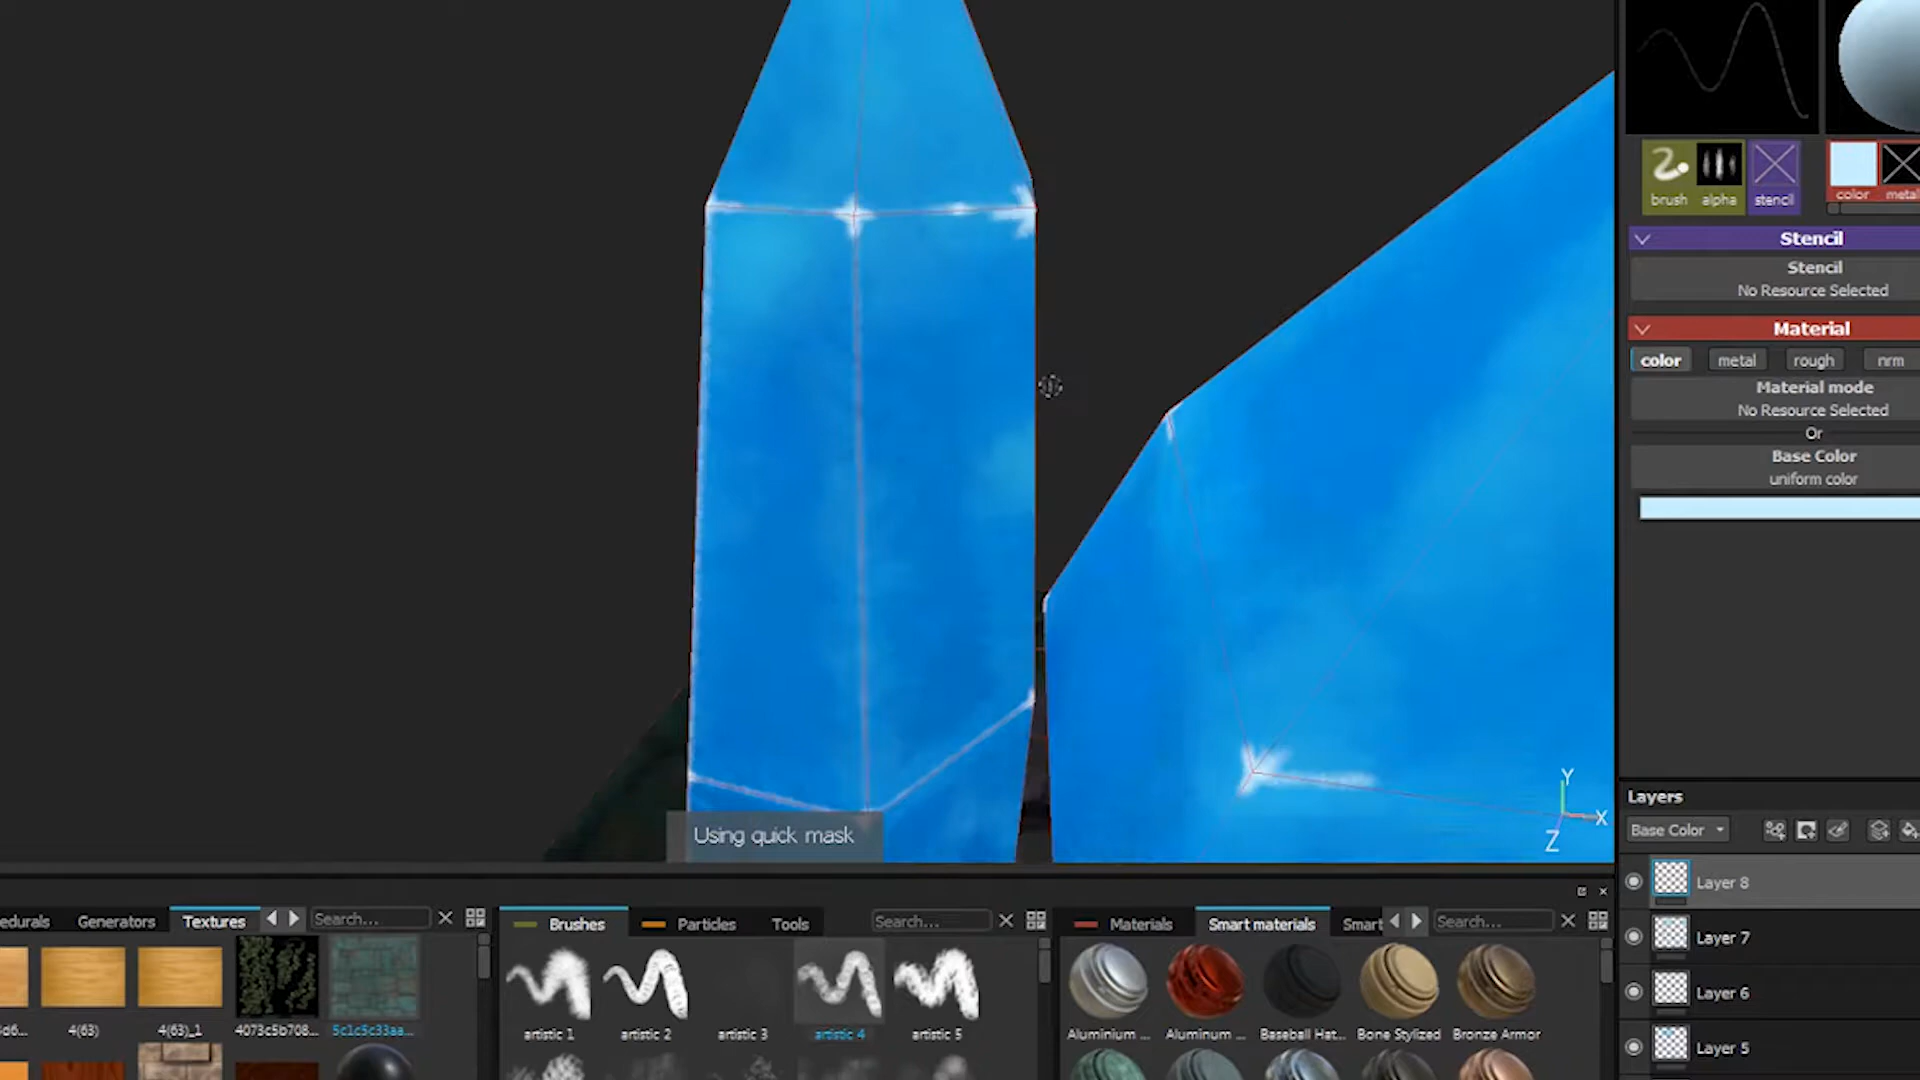 brush
alpha
stencil
color
metal
Stencil
Stencil
No Resource Selected
Material
color
metal
rough
nrm
Material mode
No Resource Selected
Or
Base Color
uniform color
Y
X
Z
Using quick mask
Layers
Base Color
Layer 8
Layer 7
Layer 6
Layer 5
edurals
Generators
Textures
Search...
4(63)
4(63)_1
4073c5b708...
5c1c5c33aa...
Brushes
Particles
Tools
Search...
artistic 1
artistic 2
artistic 3
artistic 4
artistic 5
Materials
Smart materials
Smart
Search...
Aluminium ...
Aluminum ...
Baseball Hat...
Bone Stylized
Bronze Armor